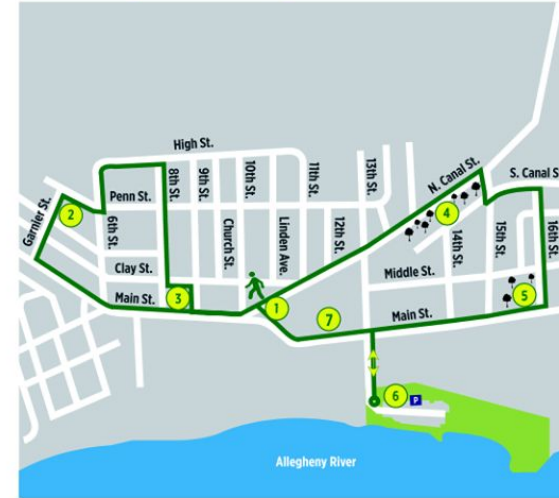 High St.
Penn St.
Clay St.
Main St.
Garnier St.
6th St.
8th St.
9th St.
Church St.
10th St.
Linden Ave.
11th St.
12th St.
13th St.
N. Canal St.
S. Canal S
14th St.
15th St.
16th St.
Middle St.
Main St.
1
2
3
4
5
6
7
P
Allegheny River